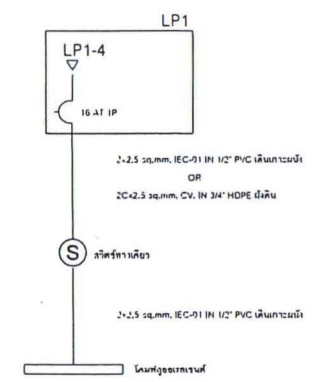 LP1
LP1-4
16 AT 1P
2x2.5 sq.mm. IEC-01 IN 1/2" PVC เดินเกาะผนัง
OR
2Cx2.5 sq.mm. CV. IN 3/4" HDPE ฝังดิน
S
สวิตช์ทางเดียว
2x2.5 sq.mm. IEC-01 IN 1/2" PVC เดินเกาะผนัง
โคมฟลูออเรสเซนต์